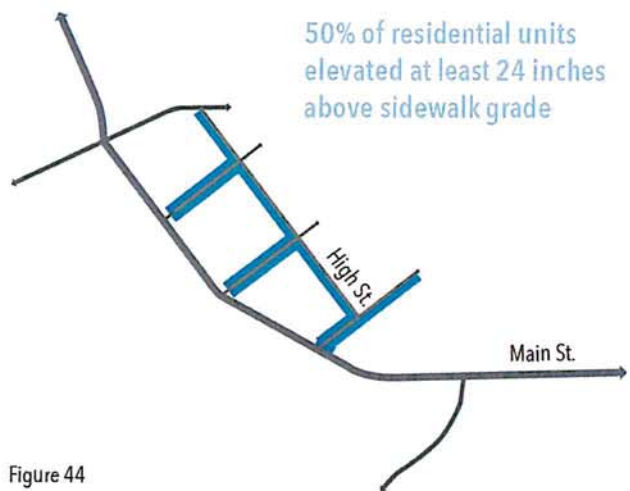 50% of residential units
elevated at least 24 inches
above sidewalk grade
High St.
Main St.
Figure 44